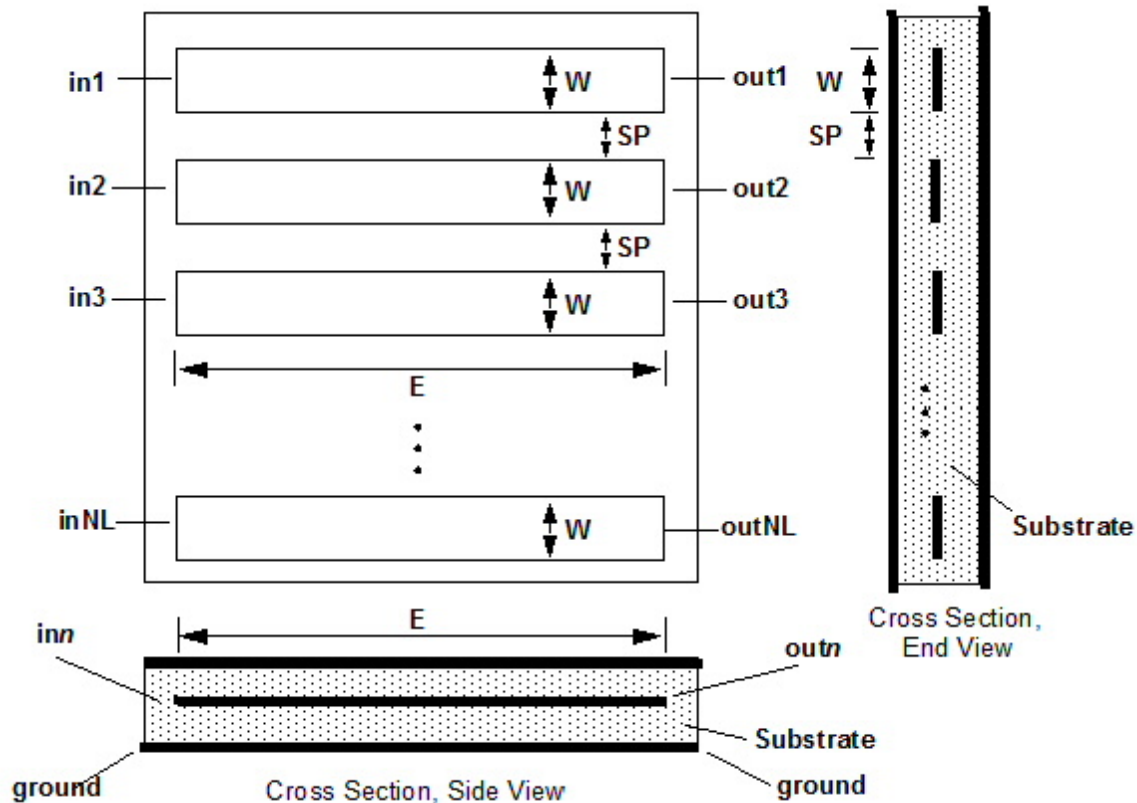 in1
W
out1
W
SP
SP
in2
W
out2
SP
in3
W
out3
E
inNL
W
outNL
Substrate
E
Cross Section,
End View
inn
outn
Substrate
ground
Cross Section, Side View
ground